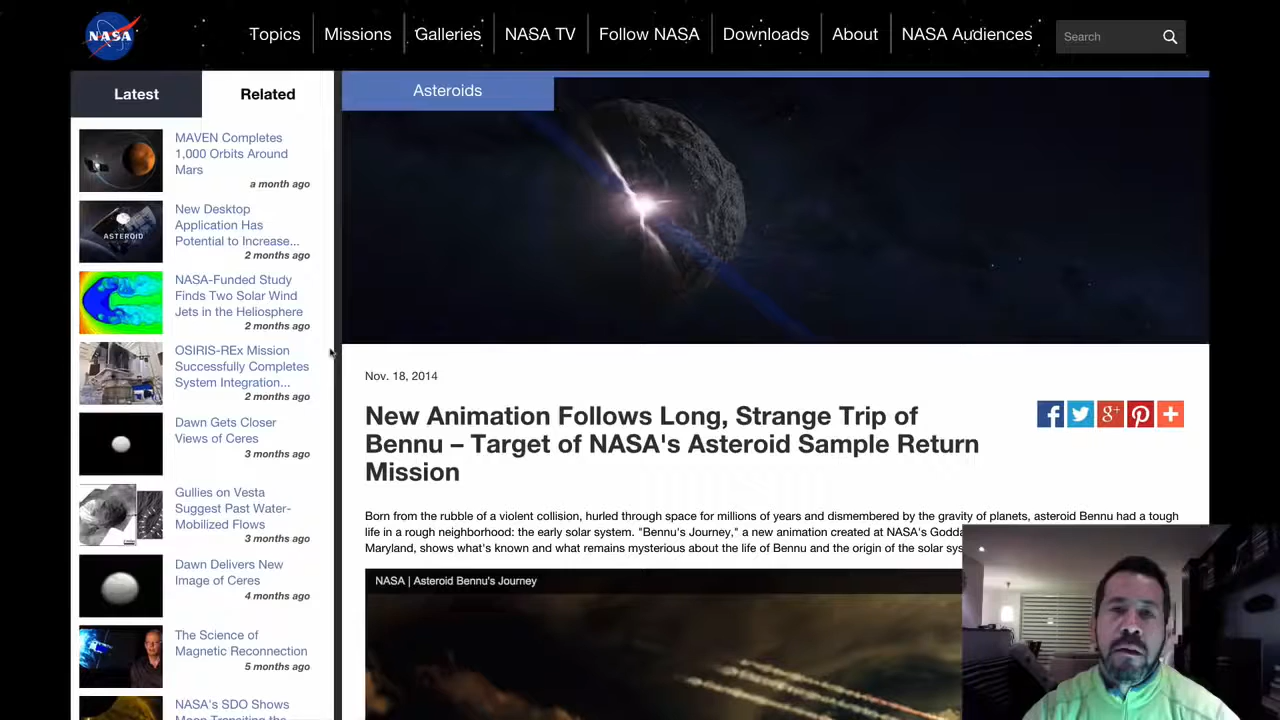 NASA
Topics
Missions
Galleries
NASA TV
Follow NASA
Downloads
About
NASA Audiences
Search
Latest
Related
MAVEN Completes
1,000 Orbits Around
Mars
a month ago
ASTEROID
New Desktop
Application Has
Potential to Increase...
2 months ago
NASA-Funded Study
Finds Two Solar Wind
Jets in the Heliosphere
2 months ago
OSIRIS-REx Mission
Successfully Completes
System Integration...
2 months ago
Dawn Gets Closer
Views of Ceres
3 months ago
Gullies on Vesta
Suggest Past Water-
Mobilized Flows
3 months ago
Dawn Delivers New
Image of Ceres
4 months ago
The Science of
Magnetic Reconnection
5 months ago
NASA's SDO Shows
Moon Transiting the
Asteroids
Nov. 18, 2014
New Animation Follows Long, Strange Trip of
Bennu – Target of NASA's Asteroid Sample Return
Mission
Born from the rubble of a violent collision, hurled through space for millions of years and dismembered by the gravity of planets, asteroid Bennu had a tough
life in a rough neighborhood: the early solar system. "Bennu's Journey," a new animation created at NASA's Godda
Maryland, shows what's known and what remains mysterious about the life of Bennu and the origin of the solar sys
NASA | Asteroid Bennu's Journey